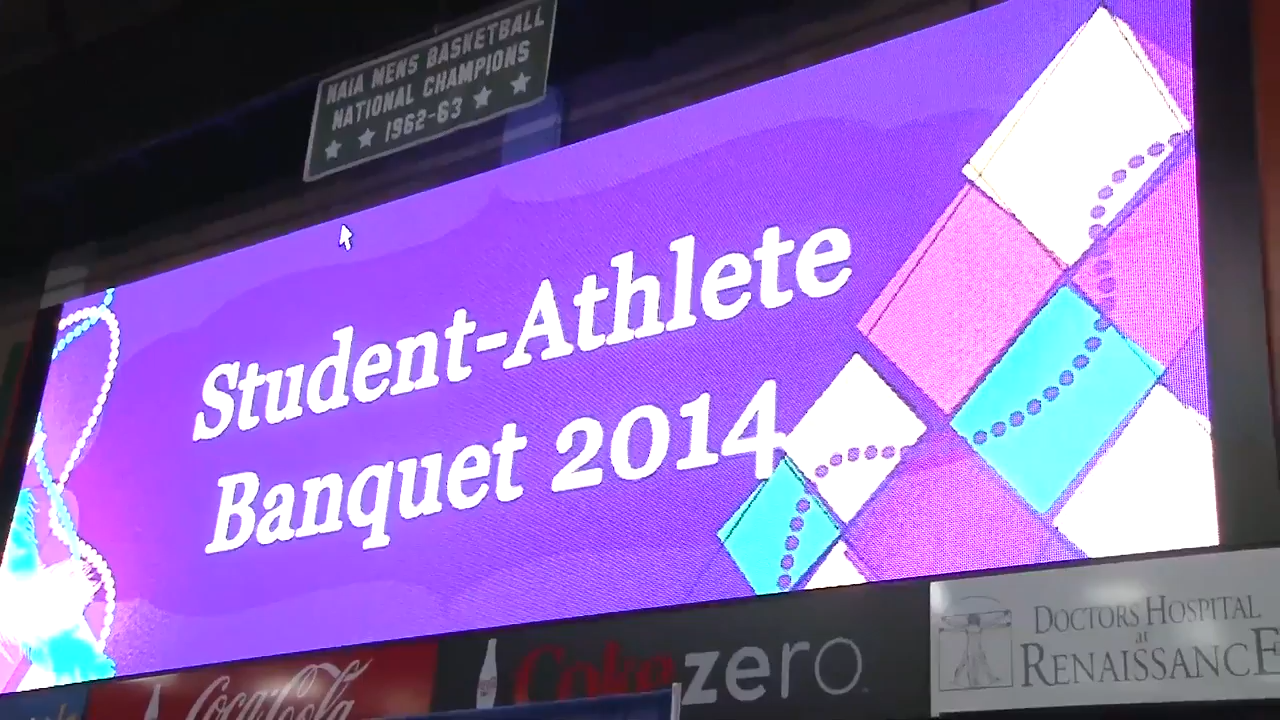 NAIA MENS BASKETBALL
NATIONAL CHAMPIONS
1962-63
Student-Athlete
Banquet 2014
Coca-Cola
Coke zero
DOCTORS HOSPITAL
at
RENAISSANCE